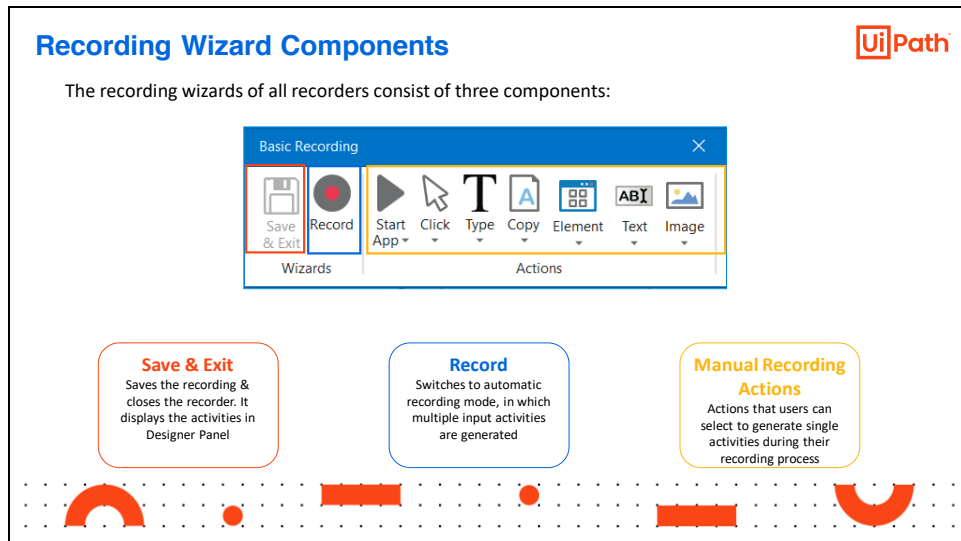 Recording Wizard Components
UiPath
The recording wizards of all recorders consist of three components:
Basic Recording
Save & Exit
Record
Start App
Click
Type
Copy
Element
Text
Image
Wizards
Actions
Save & Exit
Saves the recording &
closes the recorder. It
displays the activities in
Designer Panel
Record
Switches to automatic
recording mode, in which
multiple input activities
are generated
Manual Recording
Actions
Actions that users can
select to generate single
activities during their
recording process